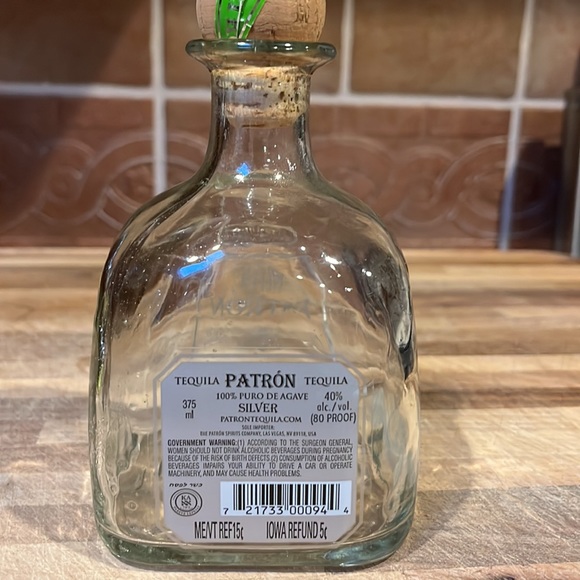 TEQUILA PATRÓN TEQUILA
100% PURO DE AGAVE
375 ml
SILVER
40% alc./vol. (80 PROOF)
PATRONTEQUILA.COM
SOLE IMPORTER:
THE PATRÓN SPIRITS COMPANY, LAS VEGAS, NV 89118, USA
GOVERNMENT WARNING:(1) ACCORDING TO THE SURGEON GENERAL,
WOMEN SHOULD NOT DRINK ALCOHOLIC BEVERAGES DURING PREGNANCY
BECAUSE OF THE RISK OF BIRTH DEFECTS (2) CONSUMPTION OF ALCOHOLIC
BEVERAGES IMPAIRS YOUR ABILITY TO DRIVE A CAR OR OPERATE
MACHINERY, AND MAY CAUSE HEALTH PROBLEMS.
כשר לפסח
7 21733 00094 4
ME/VT REF15¢ IOWA REFUND 5¢